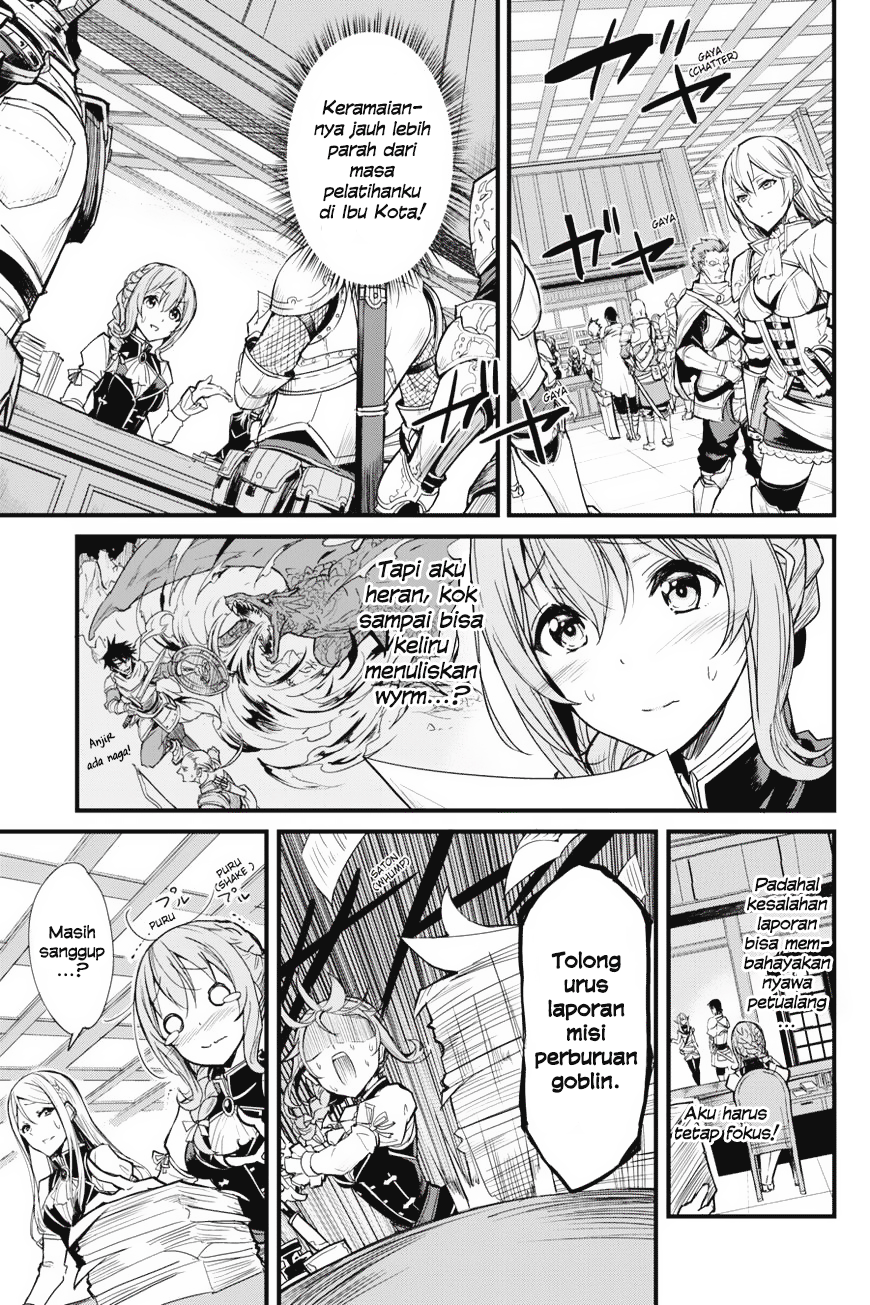 ガヤ
GAYA
(CHATTER)
ガヤ
GAYA
ガヤ
GAYA
Keramaian-
nya jauh lebih
parah dari
masa
pelatihanku
di Ibu Kota!
Tapi aku
heran, kok
sampai bisa
keliru
menuliskan
wyrm...?
Anjir
ada naga!
Padahal
kesalahan
laporan
bisa mem-
bahayakan
nyawa
petualang
...
Aku harus
tetap fokus!
Tolong
urus
laporan
misi
perburuan
goblin.
SATON!
(WHUMP)
PURU
(SHAKE)
プル
PURU
プル
Masih
sanggup
...?